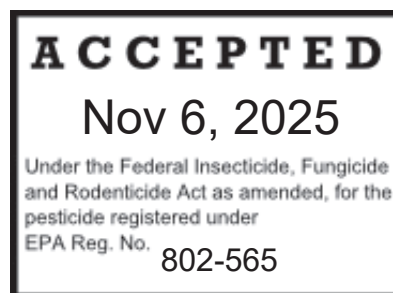 ACCEPTED
Nov 6, 2025
Under the Federal Insecticide, Fungicide
and Rodenticide Act as amended, for the
pesticide registered under
EPA Reg. No. 802-565